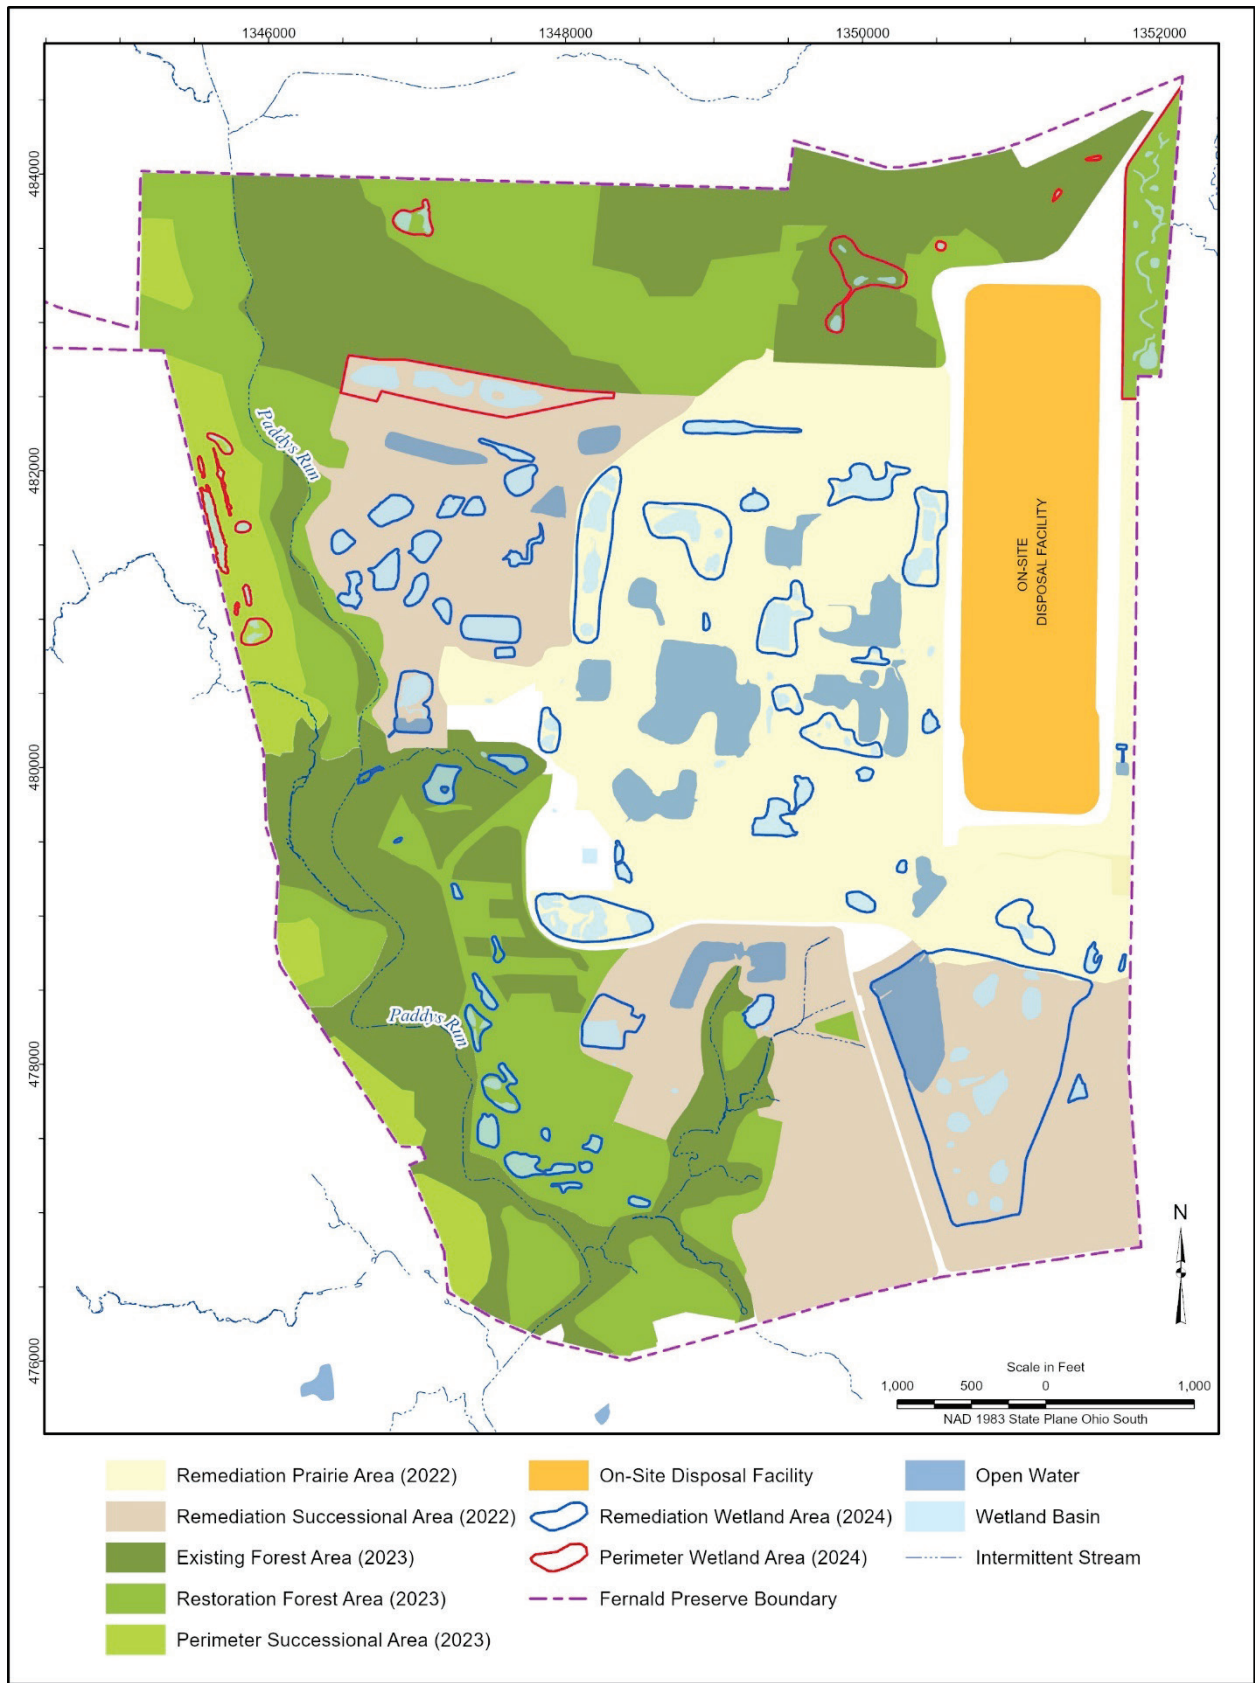 1346000 1348000 1350000 1352000
484000
482000
480000
478000
476000
Paddys Run
ON-SITE
DISPOSAL FACILITY
Paddys Run
N
Scale in Feet
1,000 500 0 1,000
NAD 1983 State Plane Ohio South
Remediation Prairie Area (2022)
Remediation Successional Area (2022)
Existing Forest Area (2023)
Restoration Forest Area (2023)
Perimeter Successional Area (2023)
On-Site Disposal Facility
Remediation Wetland Area (2024)
Perimeter Wetland Area (2024)
Fernald Preserve Boundary
Open Water
Wetland Basin
Intermittent Stream